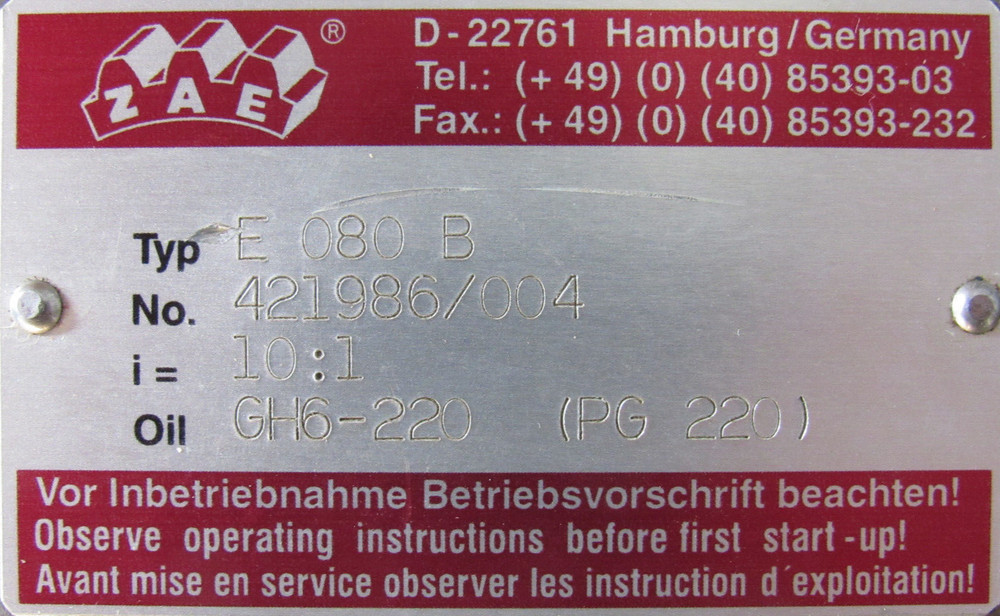 ZAE ®
D-22761 Hamburg/Germany
Tel.: (+ 49) (0) (40) 85393-03
Fax.: (+ 49) (0) (40) 85393-232
Typ E 080 B
No. 421986/004
i = 10:1
Oil GH6-220 (PG 220)
Vor Inbetriebnahme Betriebsvorschrift beachten!
Observe operating instructions before first start-up!
Avant mise en service observer les instruction d´exploitation!